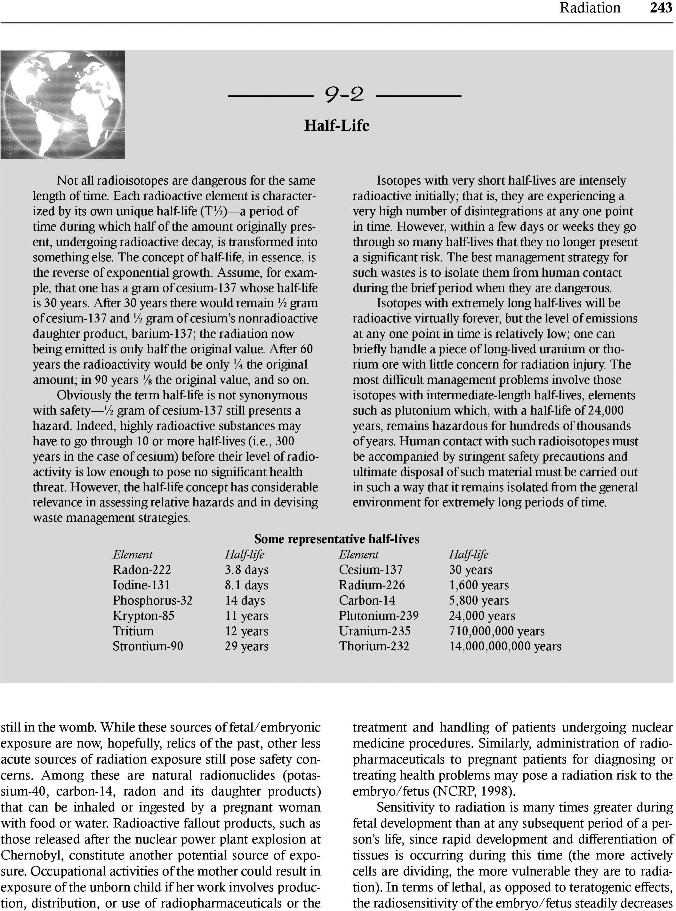 Radiation 243
9-2
Half-Life
Not all radioisotopes are dangerous for the same
length of time. Each radioactive element is character-
ized by its own unique half-life (T½)—a period of
time during which half of the amount originally pres-
ent, undergoing radioactive decay, is transformed into
something else. The concept of half-life, in essence, is
the reverse of exponential growth. Assume, for exam-
ple, that one has a gram of cesium-137 whose half-life
is 30 years. After 30 years there would remain ½ gram
of cesium-137 and ½ gram of cesium's nonradioactive
daughter product, barium-137; the radiation now
being emitted is only half the original value. After 60
years the radioactivity would be only ¼ the original
amount; in 90 years ⅛ the original value, and so on.
Obviously the term half-life is not synonymous
with safety—½ gram of cesium-137 still presents a
hazard. Indeed, highly radioactive substances may
have to go through 10 or more half-lives (i.e., 300
years in the case of cesium) before their level of radio-
activity is low enough to pose no significant health
threat. However, the half-life concept has considerable
relevance in assessing relative hazards and in devising
waste management strategies.
Isotopes with very short half-lives are intensely
radioactive initially; that is, they are experiencing a
very high number of disintegrations at any one point
in time. However, within a few days or weeks they go
through so many half-lives that they no longer present
a significant risk. The best management strategy for
such wastes is to isolate them from human contact
during the brief period when they are dangerous.
Isotopes with extremely long half-lives will be
radioactive virtually forever, but the level of emissions
at any one point in time is relatively low; one can
briefly handle a piece of long-lived uranium or tho-
rium ore with little concern for radiation injury. The
most difficult management problems involve those
isotopes with intermediate-length half-lives, elements
such as plutonium which, with a half-life of 24,000
years, remains hazardous for hundreds of thousands
of years. Human contact with such radioisotopes must
be accompanied by stringent safety precautions and
ultimate disposal of such material must be carried out
in such a way that it remains isolated from the general
environment for extremely long periods of time.
Some representative half-lives
Element Half-life Element Half-life
Radon-222 3.8 days Cesium-137 30 years
Iodine-131 8.1 days Radium-226 1,600 years
Phosphorus-32 14 days Carbon-14 5,800 years
Krypton-85 11 years Plutonium-239 24,000 years
Tritium 12 years Uranium-235 710,000,000 years
Strontium-90 29 years Thorium-232 14,000,000,000 years
still in the womb. While these sources of fetal/embryonic
exposure are now, hopefully, relics of the past, other less
acute sources of radiation exposure still pose safety con-
cerns. Among these are natural radionuclides (potas-
sium-40, carbon-14, radon and its daughter products)
that can be inhaled or ingested by a pregnant woman
with food or water. Radioactive fallout products, such as
those released after the nuclear power plant explosion at
Chernobyl, constitute another potential source of expo-
sure. Occupational activities of the mother could result in
exposure of the unborn child if her work involves produc-
tion, distribution, or use of radiopharmaceuticals or the
treatment and handling of patients undergoing nuclear
medicine procedures. Similarly, administration of radio-
pharmaceuticals to pregnant patients for diagnosing or
treating health problems may pose a radiation risk to the
embryo/fetus (NCRP, 1998).
Sensitivity to radiation is many times greater during
fetal development than at any subsequent period of a per-
son's life, since rapid development and differentiation of
tissues is occurring during this time (the more actively
cells are dividing, the more vulnerable they are to radia-
tion). In terms of lethal, as opposed to teratogenic effects,
the radiosensitivity of the embryo/fetus steadily decreases